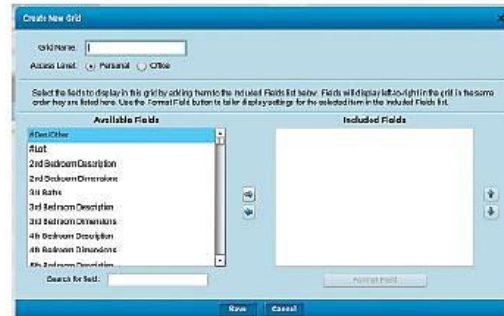 Create New Grid
Grid Name:
Access Level: Personal Office
Select the fields to display in this grid by adding them to the Included Fields list below. Fields will display left-to-right in the grid in the same
order they are listed here. Use the Format Field button to tailor display settings for the selected item in the Included Fields list.
Available Fields Included Fields
#Den/Other
#Lot
2nd Bedroom Description
2nd Bedroom Dimensions
3/4 Baths
3rd Bedroom Description
3rd Bedroom Dimensions
4th Bedroom Description
4th Bedroom Dimensions
5th Bedroom Description
Search for field: Format Field
Save Cancel